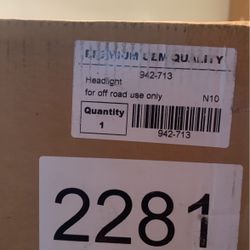 PREMIUM OEM QUALITY
942-713
Headlight
for off road use only N10
Quantity
1
942-713
2281